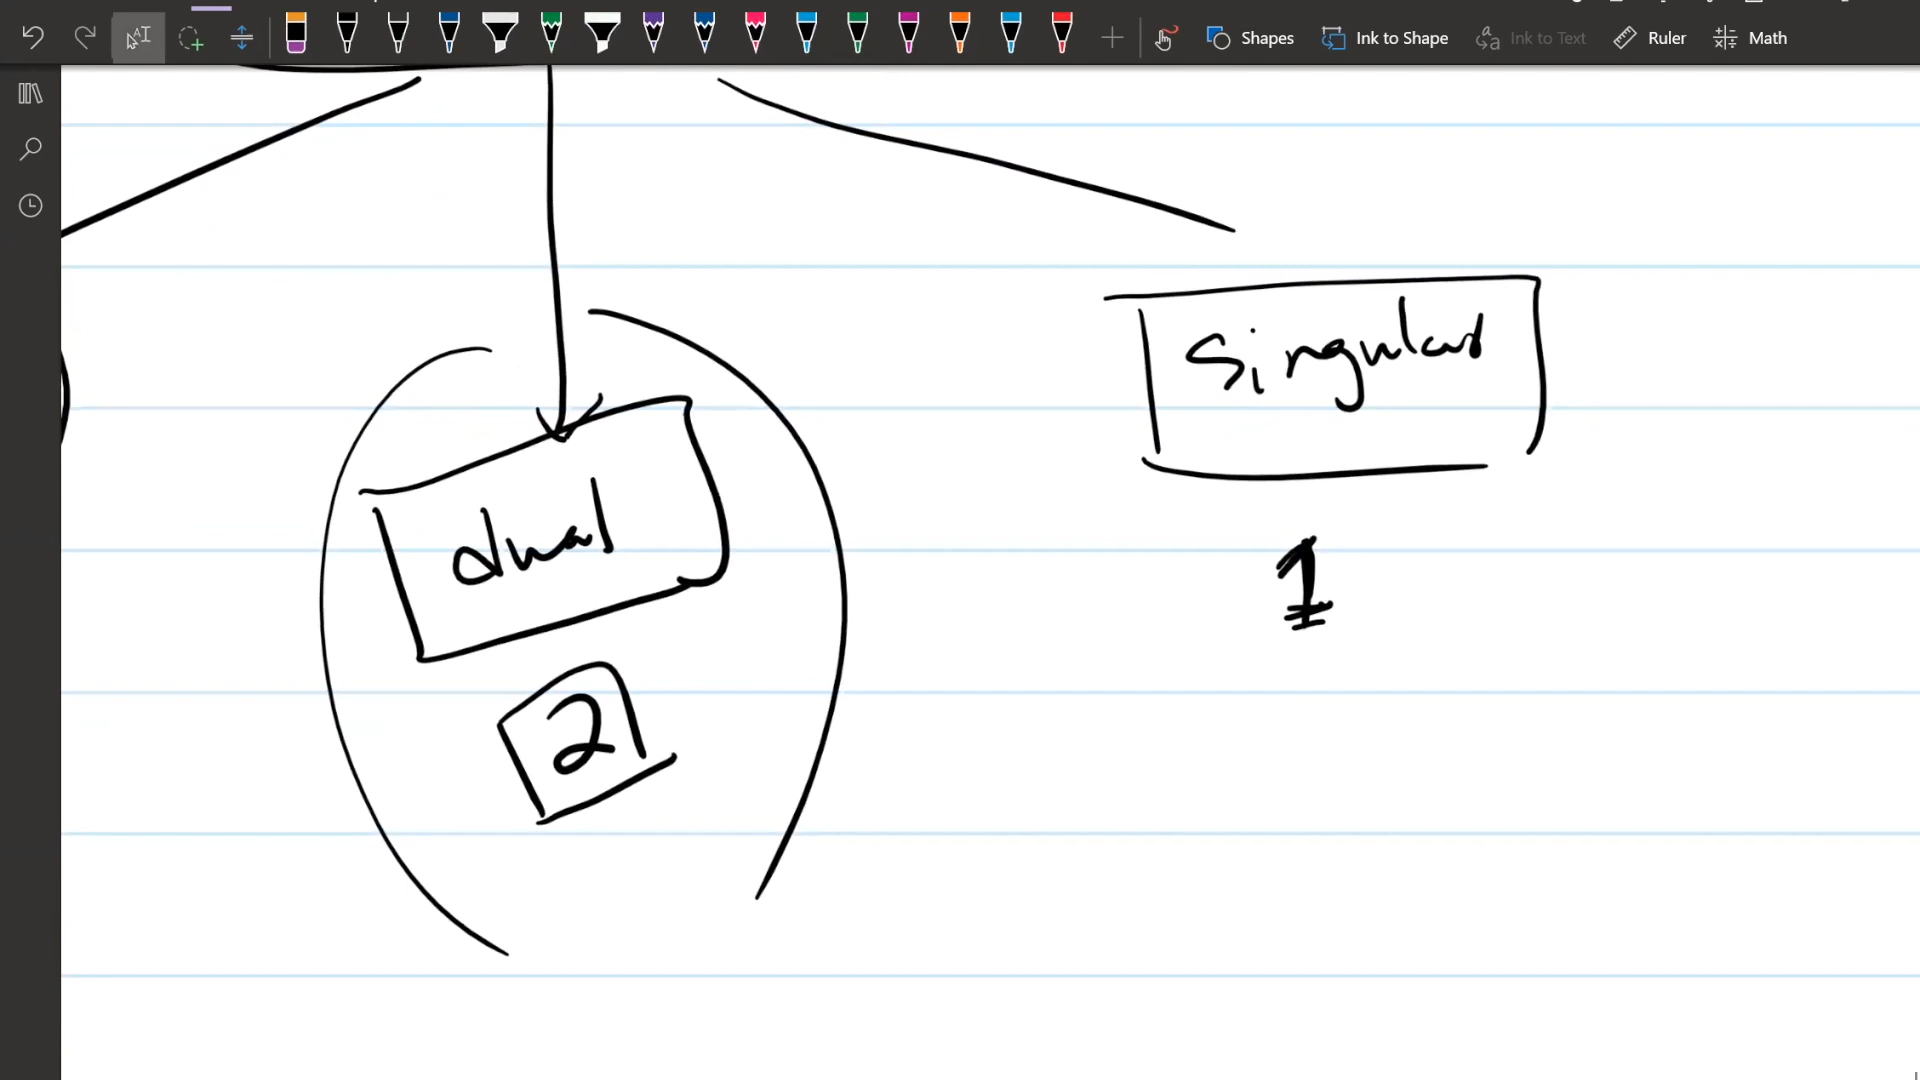 Shapes
Ink to Shape
Ink to Text
Ruler
Math
singular
dual
1
2